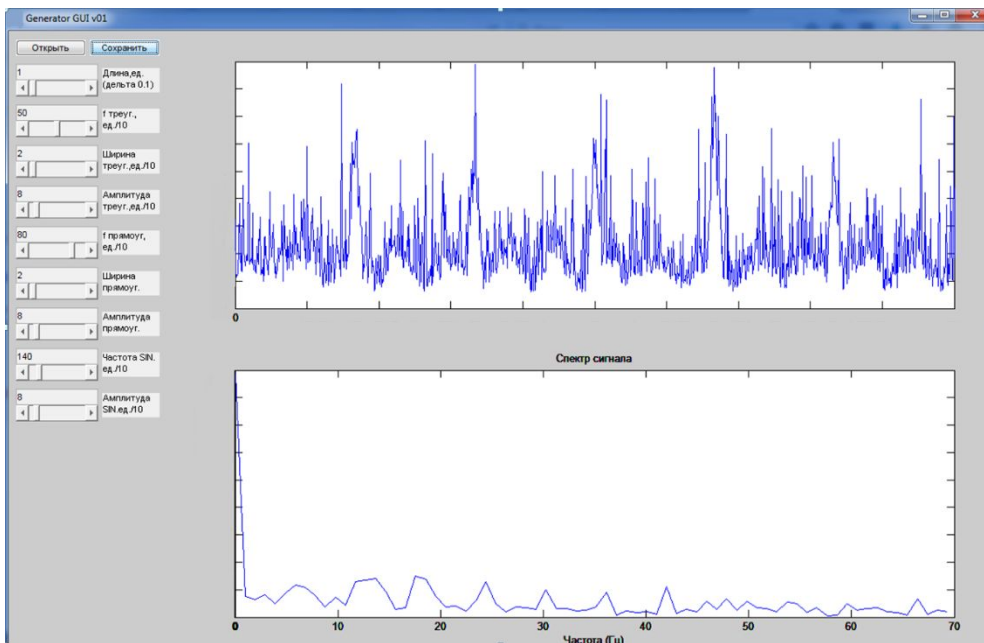 Generator GUI v01
Открыть
Сохранить
1
Длина,ед.
(дельта 0.1)
50
f треуг.,
ед./10
2
Ширина
треуг.,ед./10
8
Амплитуда
треуг.,ед./10
80
f прямоуг,
ед./10
2
Ширина
прямоуг.
8
Амплитуда
прямоуг.
140
Частота SIN.
ед./10
8
Амплитуда
SIN.ед./10
0
Спектр сигнала
0 10 20 30 40 50 60 70
Частота (Гц)